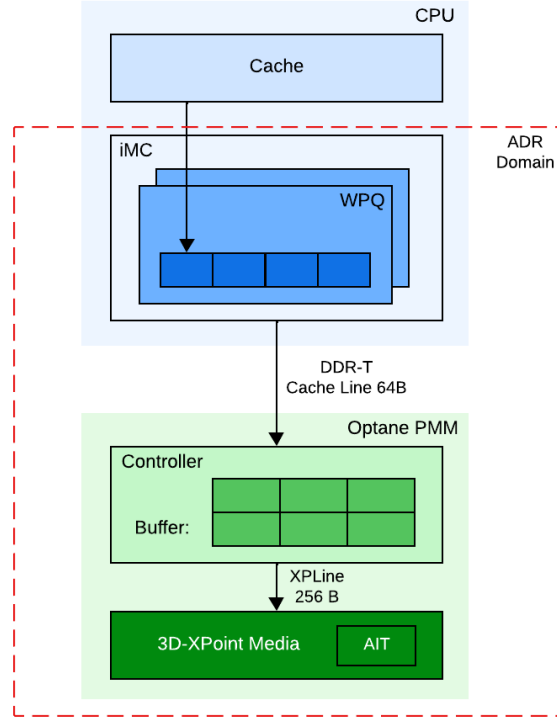 CPU
Cache
ADR
Domain
iMC
WPQ
DDR-T
Cache Line 64B
Optane PMM
Controller
Buffer:
XPLine
256 B
3D-XPoint Media
AIT